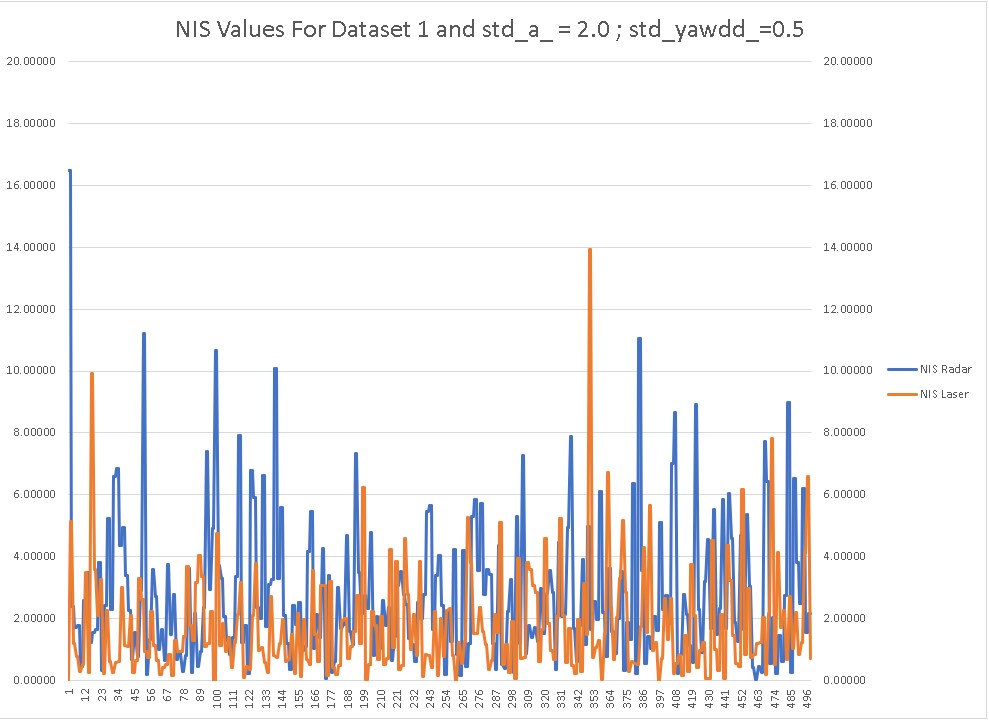 NIS Values For Dataset 1 and std_a_ = 2.0 ; std_yawdd_=0.5
20.00000 20.00000
18.00000 18.00000
16.00000 16.00000
14.00000 14.00000
12.00000 12.00000
10.00000 10.00000
8.00000 8.00000
6.00000 6.00000
4.00000 4.00000
2.00000 2.00000
0.00000 0.00000
NIS Radar
NIS Laser
1 12 23 34 45 56 67 78 89 100 111 122 133 144 155 166 177 188 199 210 221 232 243 254 265 276 287 298 309 320 331 342 353 364 375 386 397 408 419 430 441 452 463 474 485 496